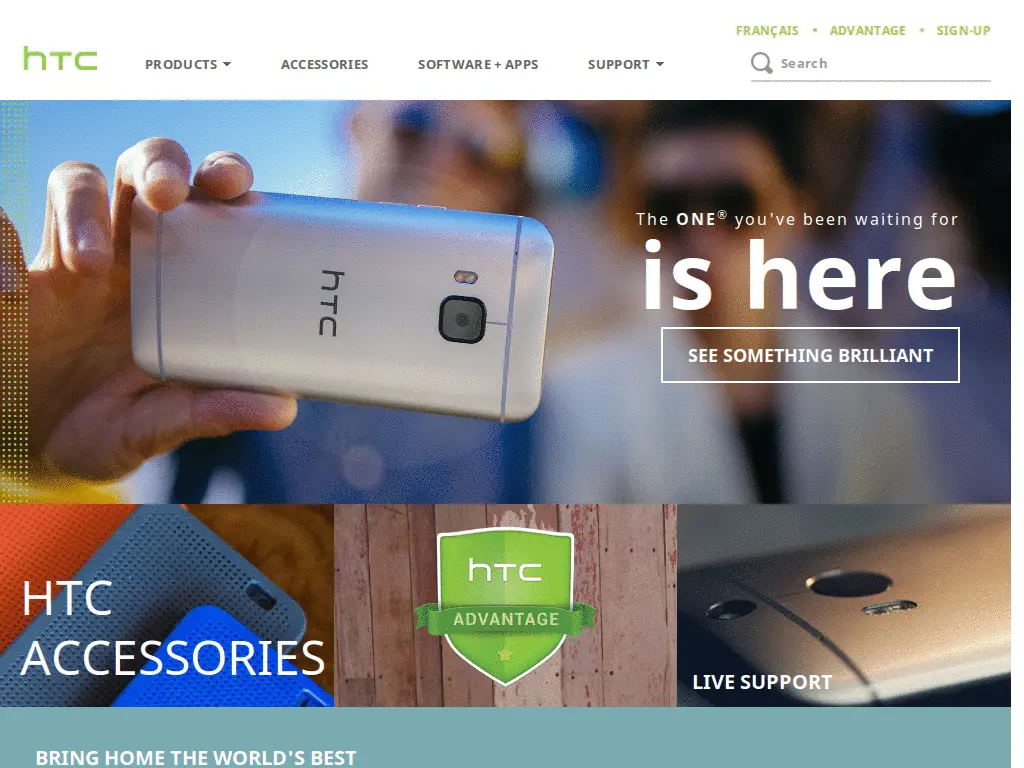 FRANÇAIS • ADVANTAGE • SIGN-UP
htc
PRODUCTS ACCESSORIES SOFTWARE + APPS SUPPORT
Search
The ONE® you've been waiting for
is here
SEE SOMETHING BRILLIANT
hTC
HTC
ACCESSORIES
hTC
ADVANTAGE
LIVE SUPPORT
BRING HOME THE WORLD'S BEST